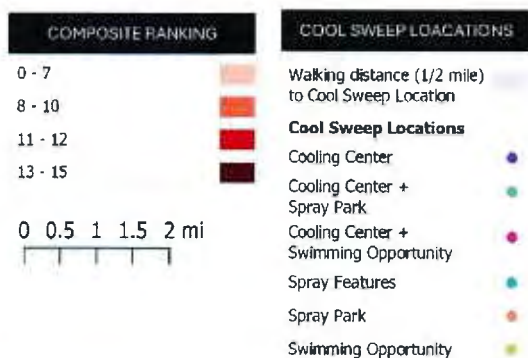 COMPOSITE RANKING
0 - 7
8 - 10
11 - 12
13 - 15
0 0.5 1 1.5 2 mi
COOL SWEEP LOACATIONS
Walking distance (1/2 mile)
to Cool Sweep Location
Cool Sweep Locations
Cooling Center
Cooling Center +
Spray Park
Cooling Center +
Swimming Opportunity
Spray Features
Spray Park
Swimming Opportunity